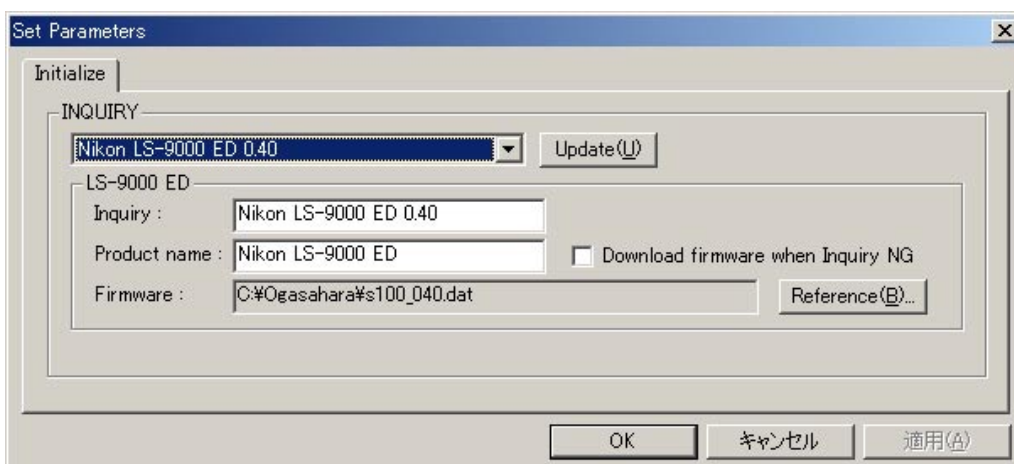 Set Parameters
Initialize
INQUIRY
Nikon LS-9000 ED 0.40
Update(U)
LS-9000 ED
Inquiry :
Nikon LS-9000 ED 0.40
Product name :
Nikon LS-9000 ED
Download firmware when Inquiry NG
Firmware :
C:¥Ogasahara¥s100_040.dat
Reference(B)...
OK
キャンセル
適用(A)